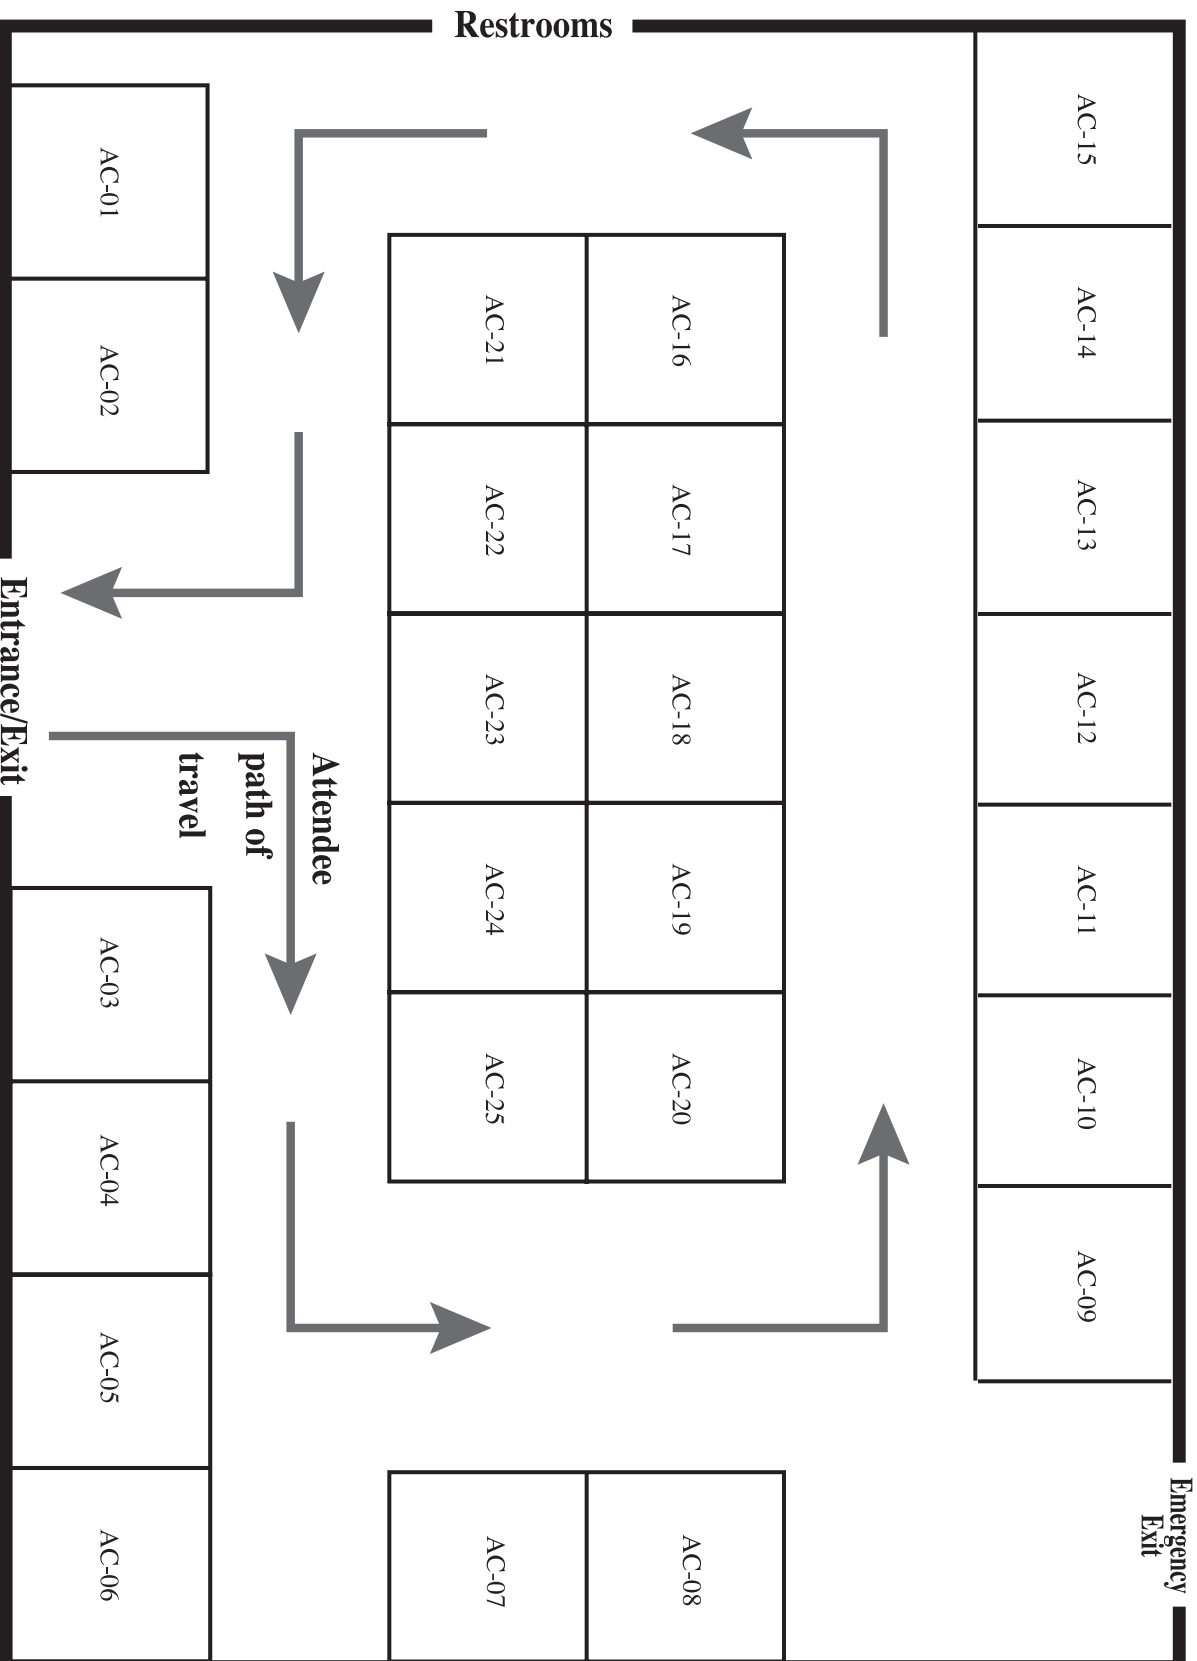 Restrooms
AC-15
AC-14
AC-13
AC-12
AC-11
AC-10
AC-09
Emergency
Exit
AC-16
AC-17
AC-18
AC-19
AC-20
AC-08
AC-21
AC-22
AC-23
AC-24
AC-25
AC-07
Attendee
path of
travel
AC-01
AC-02
AC-03
AC-04
AC-05
AC-06
Entrance/Exit